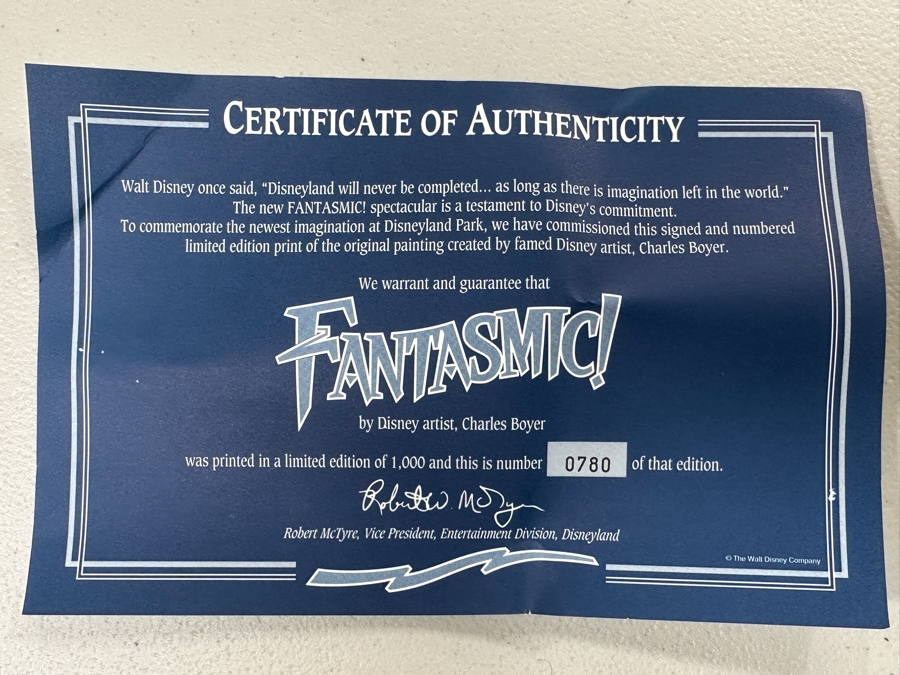 CERTIFICATE OF AUTHENTICITY
Walt Disney once said, “Disneyland will never be completed... as long as there is imagination left in the world.”
The new FANTASMIC! spectacular is a testament to Disney’s commitment.
To commemorate the newest imagination at Disneyland Park, we have commissioned this signed and numbered
limited edition print of the original painting created by famed Disney artist, Charles Boyer.
We warrant and guarantee that
FANTASMIC!
by Disney artist, Charles Boyer
was printed in a limited edition of 1,000 and this is number 0780 of that edition.
Robert W. McTyre
Robert McTyre, Vice President, Entertainment Division, Disneyland
© The Walt Disney Company